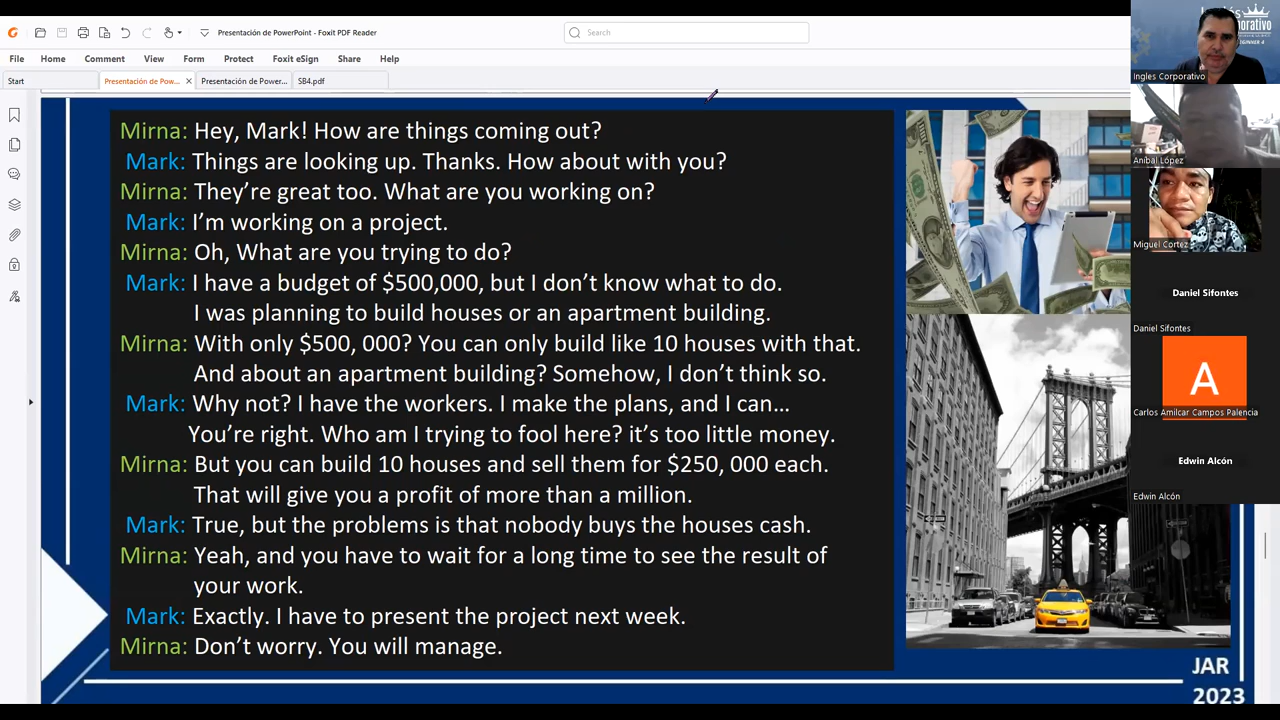 Presentación de PowerPoint - Foxit PDF Reader
Search
File Home Comment View Form Protect Foxit eSign Share Help
Start Presentación de Pow... Presentación de Power... SB4.pdf
Mirna: Hey, Mark! How are things coming out?
Mark: Things are looking up. Thanks. How about with you?
Mirna: They're great too. What are you working on?
Mark: I'm working on a project.
Mirna: Oh, What are you trying to do?
Mark: I have a budget of $500,000, but I don't know what to do.
I was planning to build houses or an apartment building.
Mirna: With only $500, 000? You can only build like 10 houses with that.
And about an apartment building? Somehow, I don't think so.
Mark: Why not? I have the workers. I make the plans, and I can…
You're right. Who am I trying to fool here? it's too little money.
Mirna: But you can build 10 houses and sell them for $250, 000 each.
That will give you a profit of more than a million.
Mark: True, but the problems is that nobody buys the houses cash.
Mirna: Yeah, and you have to wait for a long time to see the result of
your work.
Mark: Exactly. I have to present the project next week.
Mirna: Don't worry. You will manage.
JAR
2023
Ingles Corporativo
Aníbal López
Miguel Cortez
Daniel Sifontes
Daniel Sifontes
A
Carlos Amilcar Campos Palencia
Edwin Alcón
Edwin Alcón